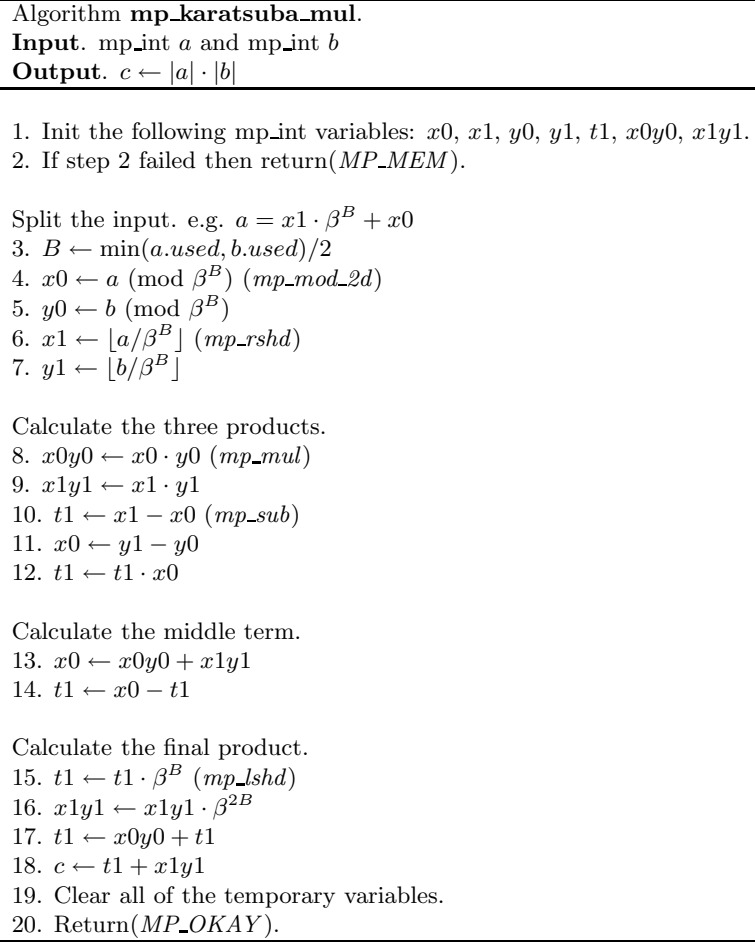 Algorithm mp_karatsuba_mul.
Input. mp_int a and mp_int b
Output. c ← |a| · |b|
1. Init the following mp_int variables: x0, x1, y0, y1, t1, x0y0, x1y1.
2. If step 2 failed then return(MP_MEM).
Split the input. e.g. a = x1 · β^B + x0
3. B ← min(a.used, b.used)/2
4. x0 ← a (mod β^B) (mp_mod_2d)
5. y0 ← b (mod β^B)
6. x1 ← ⌊a/β^B⌋ (mp_rshd)
7. y1 ← ⌊b/β^B⌋
Calculate the three products.
8. x0y0 ← x0 · y0 (mp_mul)
9. x1y1 ← x1 · y1
10. t1 ← x1 − x0 (mp_sub)
11. x0 ← y1 − y0
12. t1 ← t1 · x0
Calculate the middle term.
13. x0 ← x0y0 + x1y1
14. t1 ← x0 − t1
Calculate the final product.
15. t1 ← t1 · β^B (mp_lshd)
16. x1y1 ← x1y1 · β^2B
17. t1 ← x0y0 + t1
18. c ← t1 + x1y1
19. Clear all of the temporary variables.
20. Return(MP_OKAY).